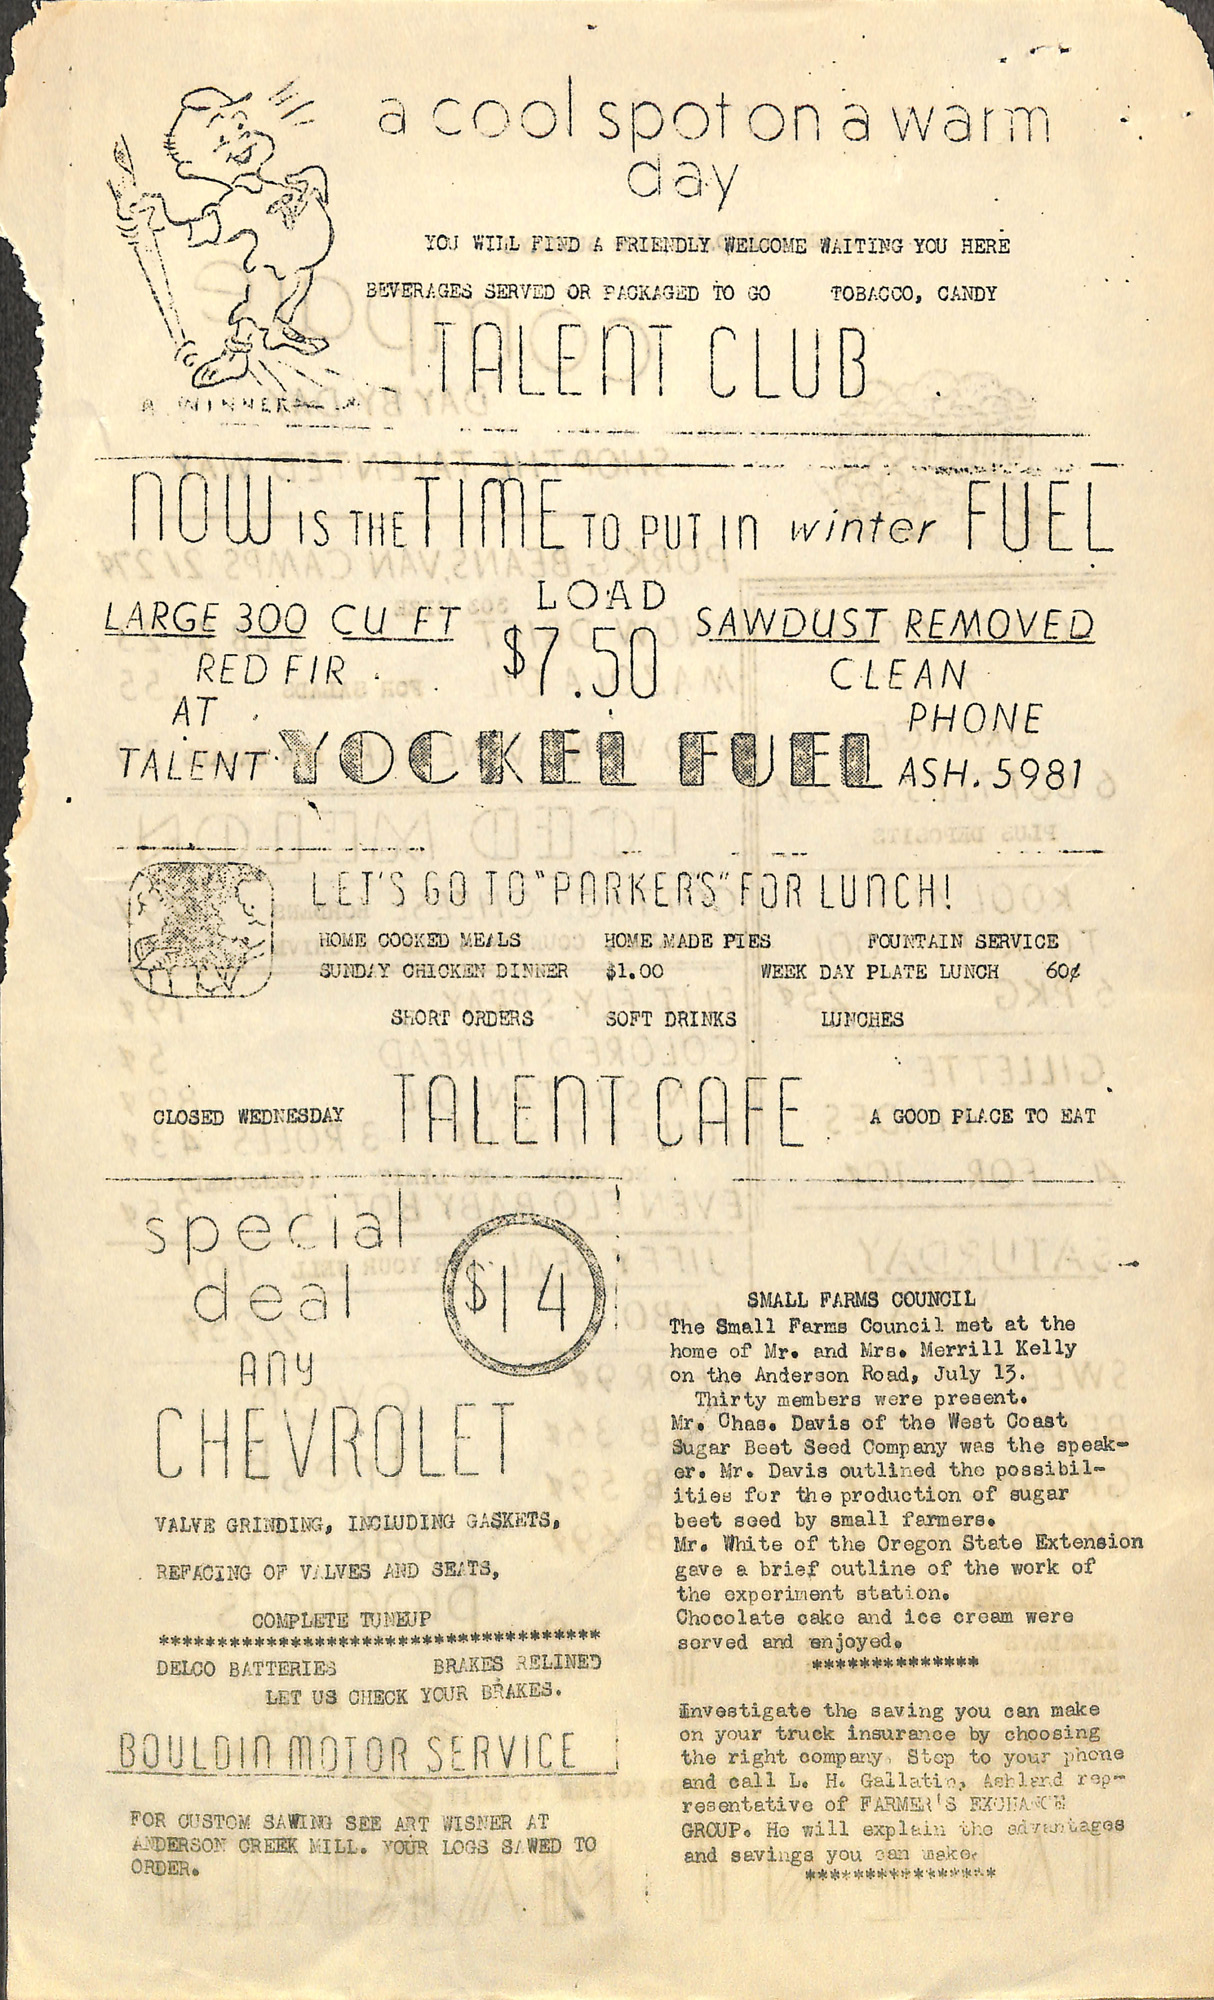 a cool spot on a warm
day
YOU WILL FIND A FRIENDLY WELCOME WAITING YOU HERE
BEVERAGES SERVED OR PACKAGED TO GO TOBACCO, CANDY
TALENT CLUB
A WINNER
NOW IS THE TIME TO PUT IN winter FUEL
LARGE 300 CU FT LOAD SAWDUST REMOVED
RED FIR $7.50 CLEAN
AT PHONE
TALENT YOCKEL FUEL ASH. 5981
LET'S GO TO "PARKER'S" FOR LUNCH!
HOME COOKED MEALS HOME MADE PIES FOUNTAIN SERVICE
SUNDAY CHICKEN DINNER $1.00 WEEK DAY PLATE LUNCH 60¢
SHORT ORDERS SOFT DRINKS LUNCHES
CLOSED WEDNESDAY TALENT CAFE A GOOD PLACE TO EAT
special
deal $14
any
CHEVROLET
VALVE GRINDING, INCLUDING GASKETS,
REFACING OF VALVES AND SEATS,
COMPLETE TUNEUP
*************************************
DELCO BATTERIES BRAKES RELINED
LET US CHECK YOUR BRAKES.
BOULDIN MOTOR SERVICE
FOR CUSTOM SAWING SEE ART WISNER AT
ANDERSON CREEK MILL. YOUR LOGS SAWED TO
ORDER.
SMALL FARMS COUNCIL
The Small Farms Council met at the
home of Mr. and Mrs. Merrill Kelly
on the Anderson Road, July 13.
Thirty members were present.
Mr. Chas. Davis of the West Coast
Sugar Beet Seed Company was the speak-
er. Mr. Davis outlined the possibil-
ities for the production of sugar
beet seed by small farmers.
Mr. White of the Oregon State Extension
gave a brief outline of the work of
the experiment station.
Chocolate cake and ice cream were
served and enjoyed.
**************
Investigate the saving you can make
on your truck insurance by choosing
the right company. Step to your phone
and call L. H. Gallatin, Ashland rep-
resentative of FARMER'S EXCHANGE
GROUP. He will explain the advantages
and savings you can make.
****************